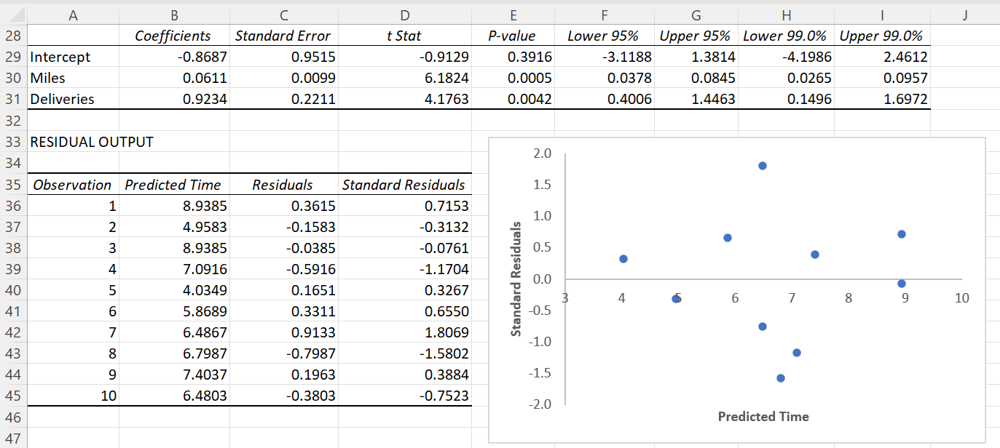 A B C D E F G H I J
28 Coefficients Standard Error t Stat P-value Lower 95% Upper 95% Lower 99.0% Upper 99.0%
29 Intercept -0.8687 0.9515 -0.9129 0.3916 -3.1188 1.3814 -4.1986 2.4612
30 Miles 0.0611 0.0099 6.1824 0.0005 0.0378 0.0845 0.0265 0.0957
31 Deliveries 0.9234 0.2211 4.1763 0.0042 0.4006 1.4463 0.1496 1.6972
32
33 RESIDUAL OUTPUT
34
35 Observation Predicted Time Residuals Standard Residuals
36 1 8.9385 0.3615 0.7153
37 2 4.9583 -0.1583 -0.3132
38 3 8.9385 -0.0385 -0.0761
39 4 7.0916 -0.5916 -1.1704
40 5 4.0349 0.1651 0.3267
41 6 5.8689 0.3311 0.6550
42 7 6.4867 0.9133 1.8069
43 8 6.7987 -0.7987 -1.5802
44 9 7.4037 0.1963 0.3884
45 10 6.4803 -0.3803 -0.7523
46
47
Standard Residuals
2.0
1.5
1.0
0.5
0.0
-0.5
-1.0
-1.5
-2.0
3 4 5 6 7 8 9 10
Predicted Time